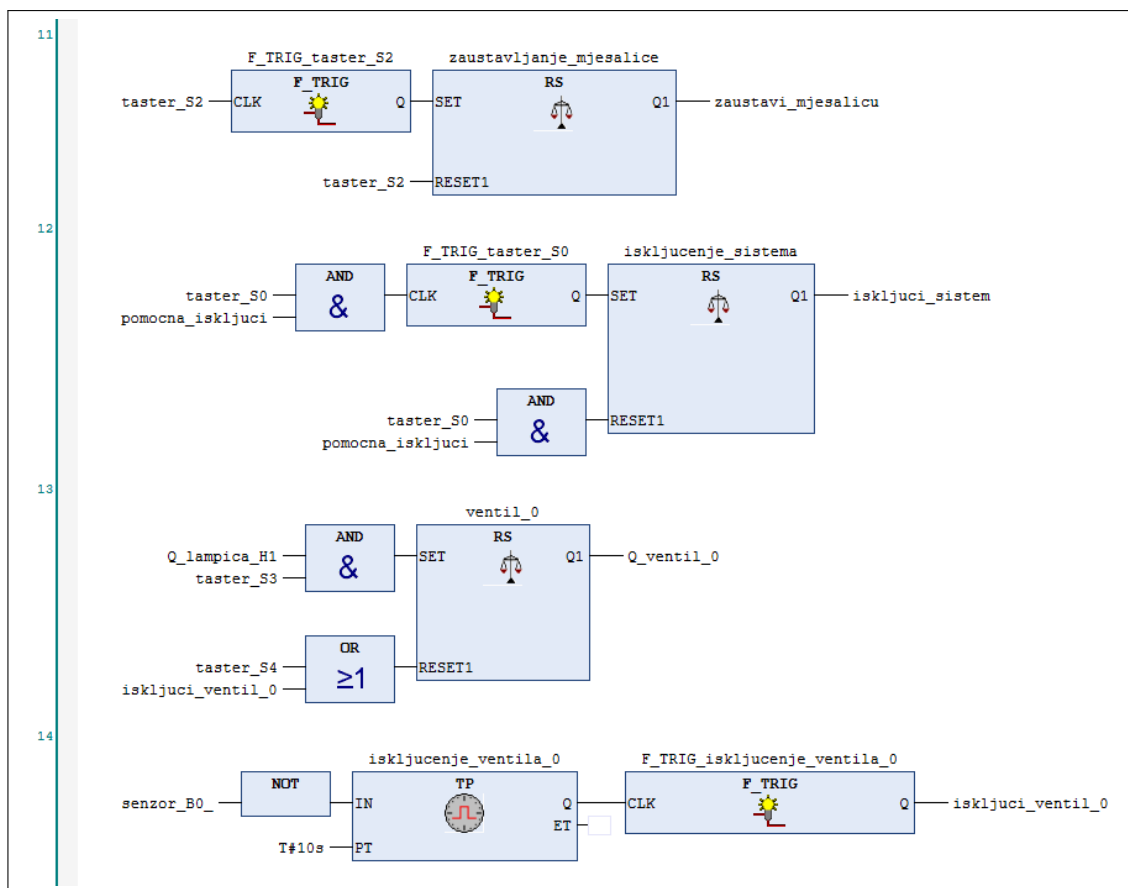 11
F_TRIG_taster_S2 zaustavljanje_mjesalice
F_TRIG RS
taster_S2 CLK Q SET Q1 zaustavi_mjesalicu
taster_S2 RESET1
12
F_TRIG_taster_S0 iskljucenje_sistema
AND F_TRIG RS
taster_S0 & CLK Q SET Q1 iskljuci_sistem
pomocna_iskljuci
AND
taster_S0 & RESET1
pomocna_iskljuci
13
ventil_0
AND RS
Q_lampica_H1 & SET Q1 Q_ventil_0
taster_S3
OR
taster_S4 ≥1 RESET1
iskljuci_ventil_0
14
iskljucenje_ventila_0 F_TRIG_iskljucenje_ventila_0
NOT TP F_TRIG
senzor_B0_ IN Q CLK Q iskljuci_ventil_0
ET
T#10s PT